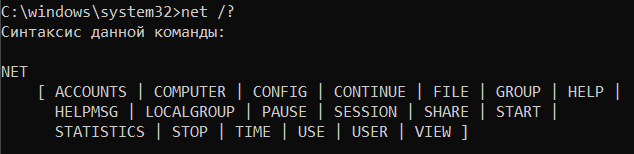 C:\windows\system32>net /?
Синтаксис данной команды:
NET
[ ACCOUNTS | COMPUTER | CONFIG | CONTINUE | FILE | GROUP | HELP |
HELPMSG | LOCALGROUP | PAUSE | SESSION | SHARE | START |
STATISTICS | STOP | TIME | USE | USER | VIEW ]